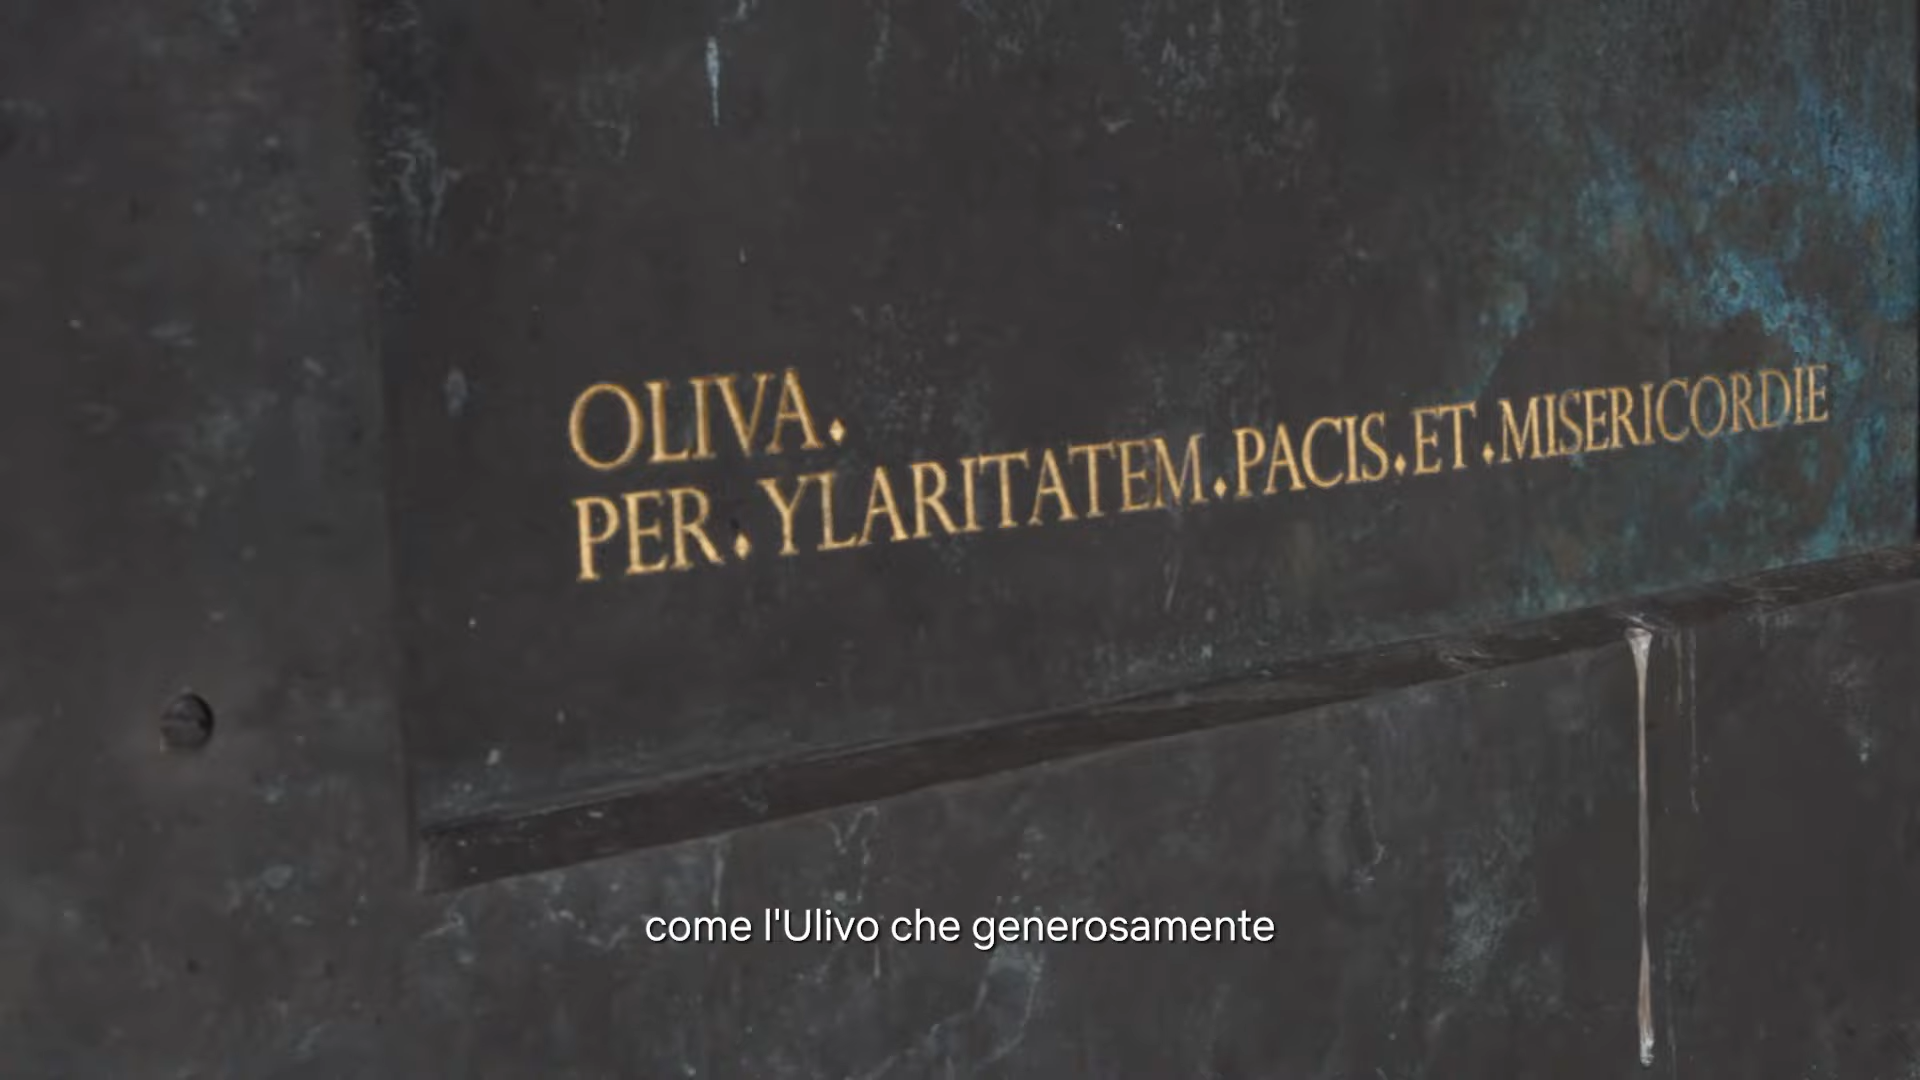 OLIVA.
PER.YLARITATEM.PACIS.ET.MISERICORDIE
come l'Ulivo che generosamente